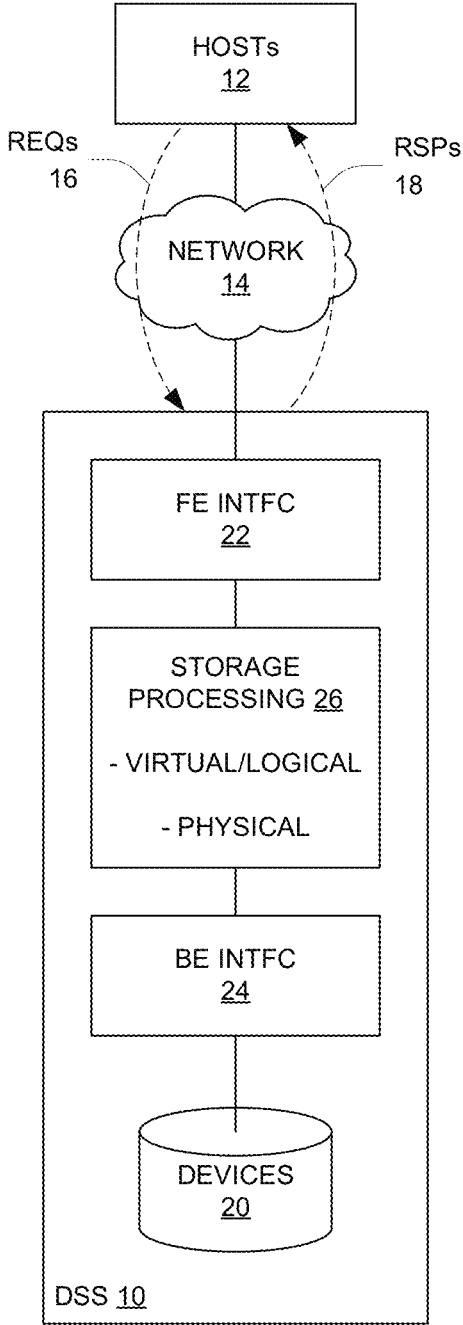 HOSTs
12
REQs
16
RSPs
18
NETWORK
14
FE INTFC
22
STORAGE
PROCESSING 26
- VIRTUAL/LOGICAL
- PHYSICAL
BE INTFC
24
DEVICES
20
DSS 10